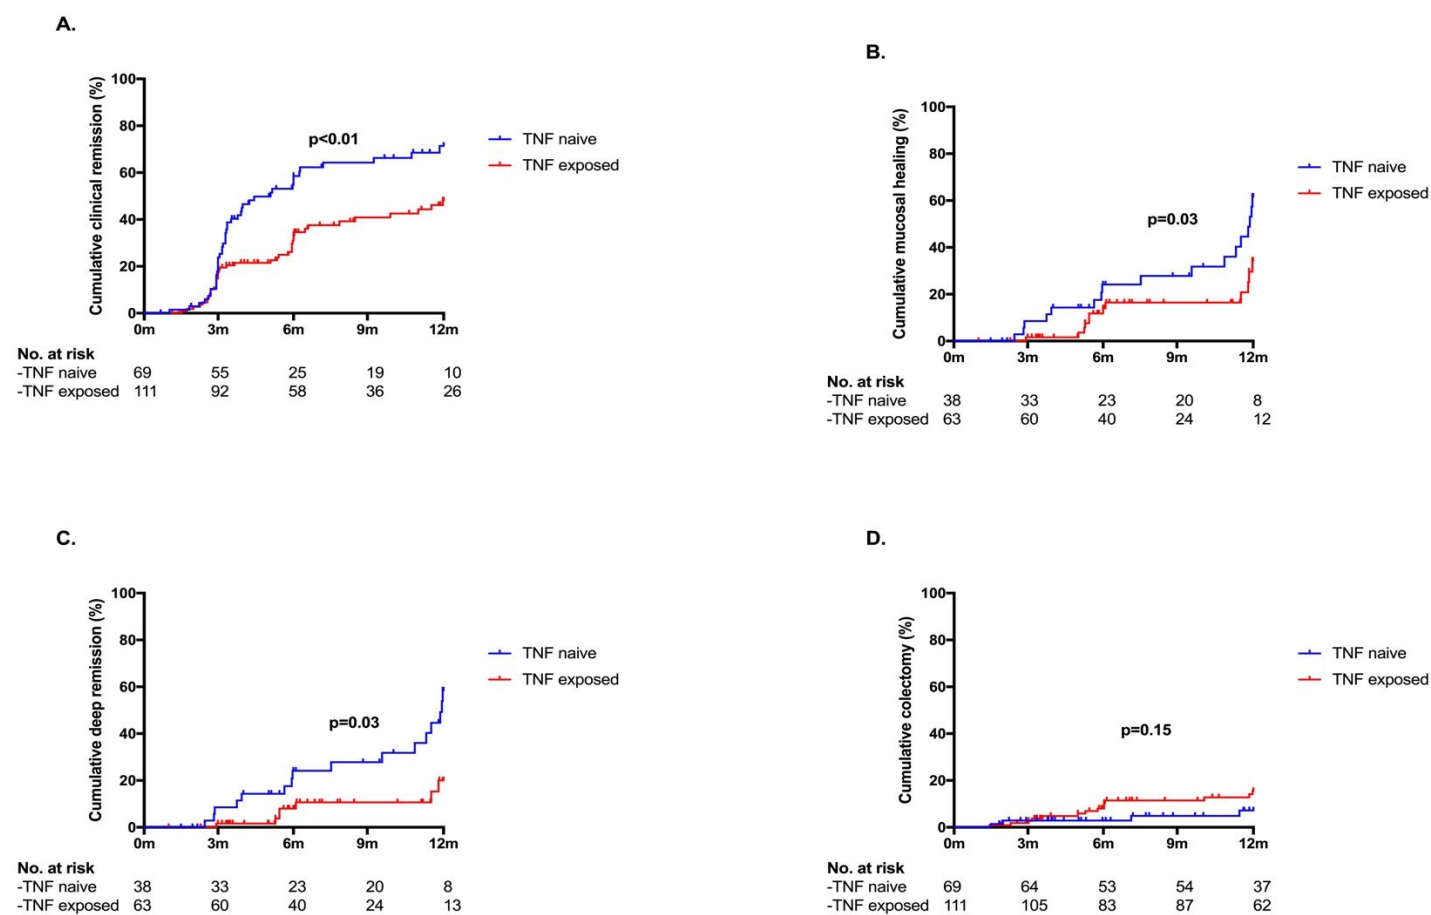 A.
Cumulative clinical remission (%)
100
80
60
40
20
0
0m 3m 6m 9m 12m
p<0.01
TNF naive
TNF exposed
No. at risk
-TNF naive 69 55 25 19 10
-TNF exposed 111 92 58 36 26
B.
Cumulative mucosal healing (%)
100
80
60
40
20
0
0m 3m 6m 9m 12m
p=0.03
TNF naive
TNF exposed
No. at risk
-TNF naive 38 33 23 20 8
-TNF exposed 63 60 40 24 12
C.
Cumulative deep remission (%)
100
80
60
40
20
0
0m 3m 6m 9m 12m
p=0.03
TNF naive
TNF exposed
No. at risk
-TNF naive 38 33 23 20 8
-TNF exposed 63 60 40 24 13
D.
Cumulative colectomy (%)
100
80
60
40
20
0
0m 3m 6m 9m 12m
p=0.15
TNF naive
TNF exposed
No. at risk
-TNF naive 69 64 53 54 37
-TNF exposed 111 105 83 87 62